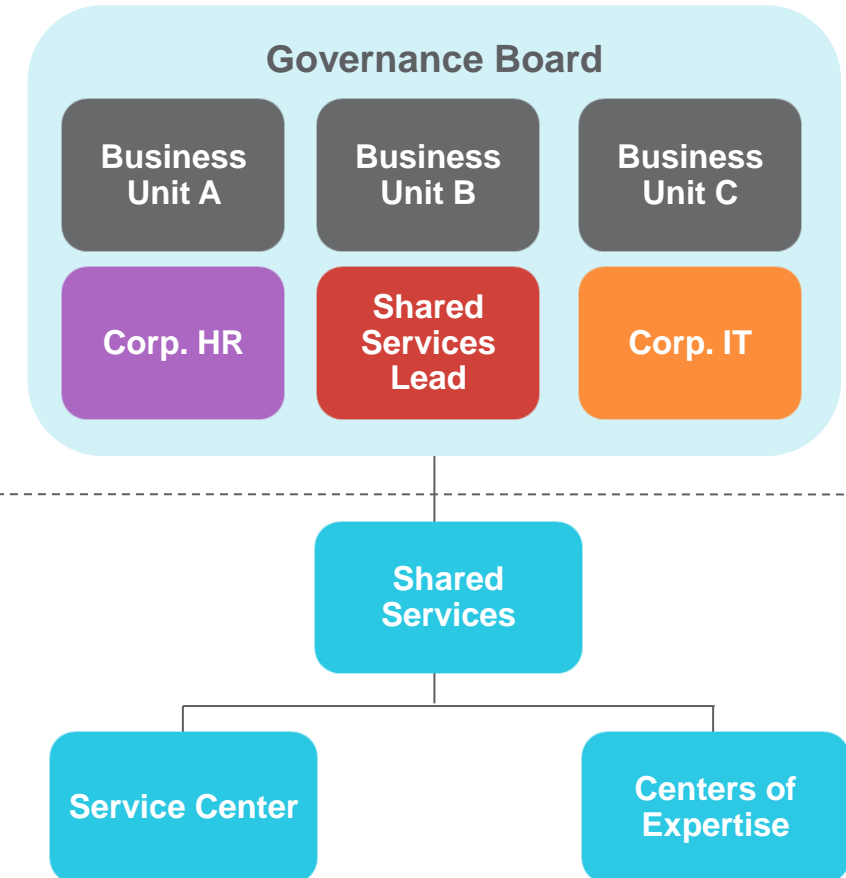 Governance Board
Business
Unit A
Business
Unit B
Business
Unit C
Corp. HR
Shared
Services
Lead
Corp. IT
Shared
Services
Service Center
Centers of
Expertise